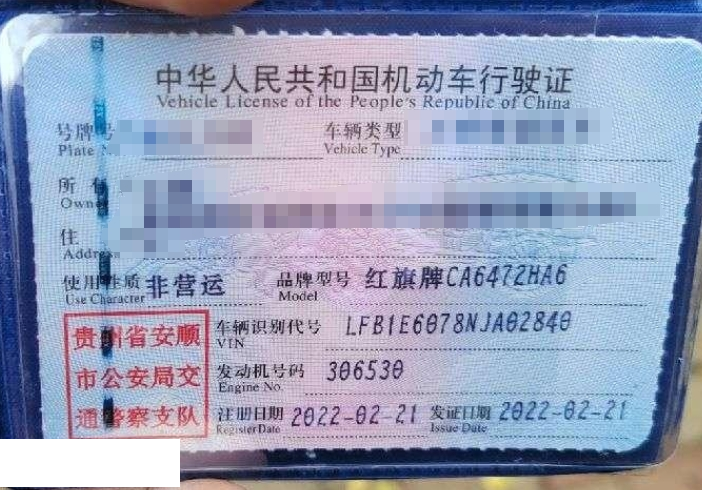 中华人民共和国机动车行驶证
Vehicle License of the People's Republic of China
号牌号 车辆类型
Plate N Vehicle Type
所有
Owner
住
Address
使用性质 非营运 品牌型号 红旗牌CA6472HA6
Use Character Model
贵州省安顺
市公安局交
通警察支队
车辆识别代号 LFB1E6078NJA02840
VIN
发动机号码 306530
Engine No.
注册日期 2022-02-21 发证日期 2022-02-21
Register Date Issue Date